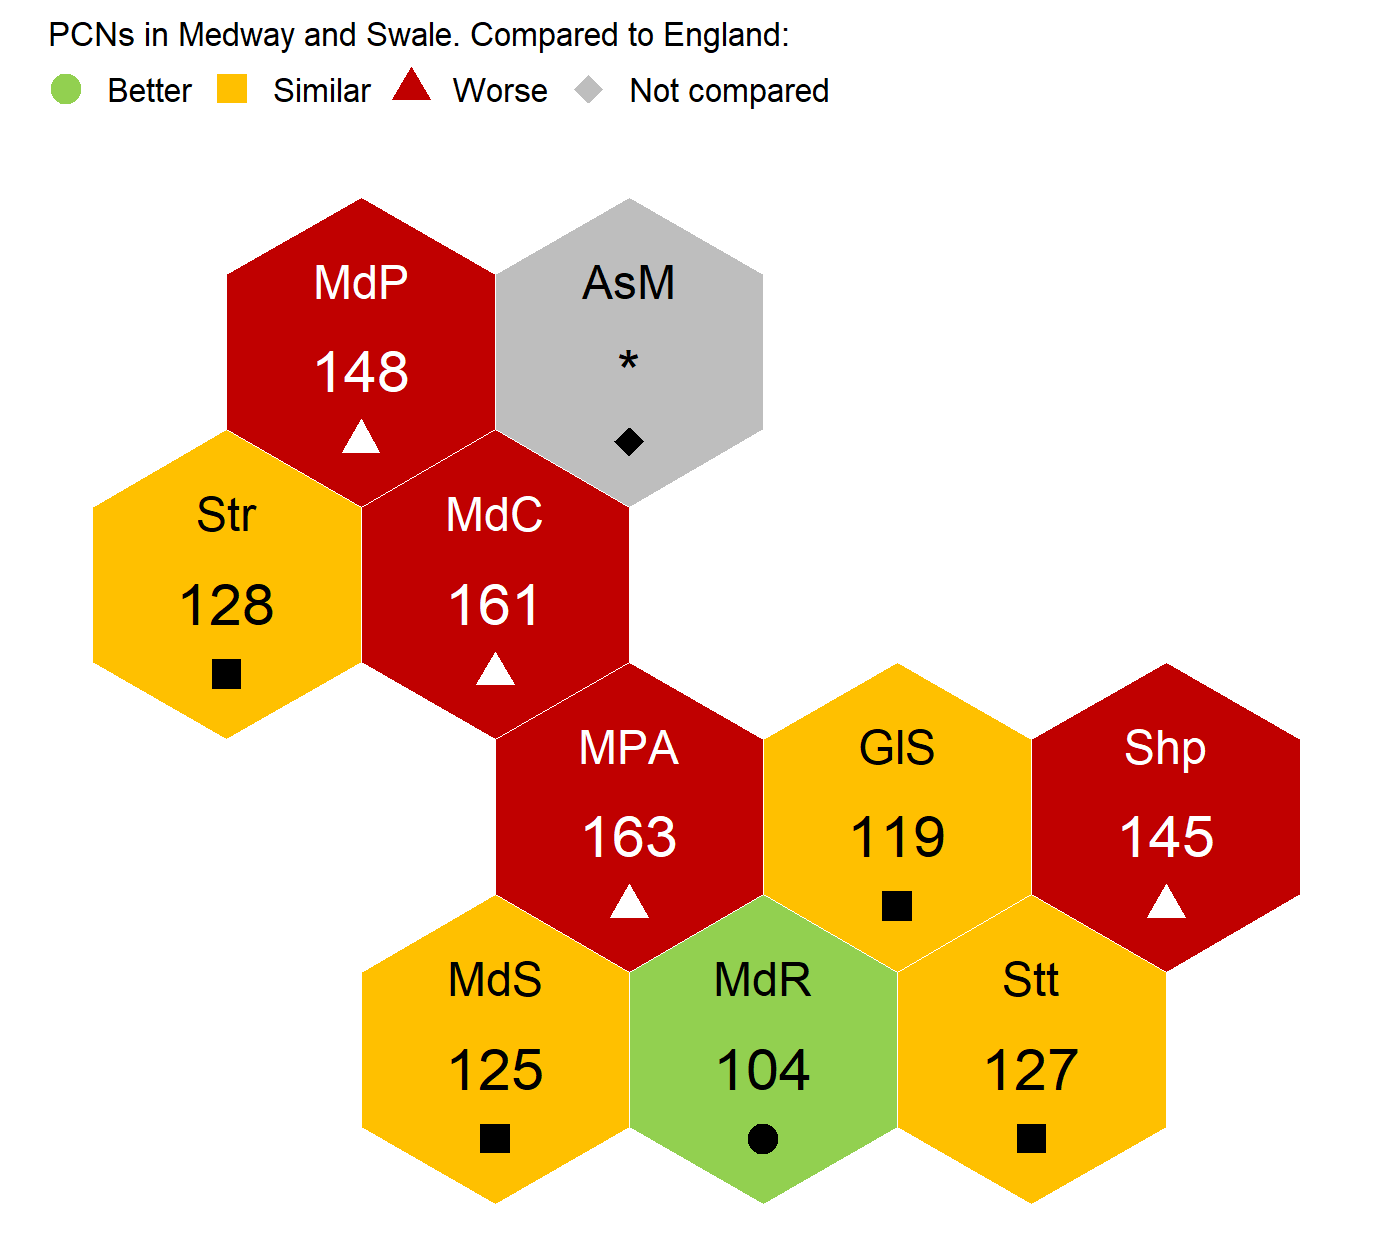 PCNs in Medway and Swale. Compared to England:
Better Similar Worse Not compared
MdP AsM
148 *
Str MdC
128 161
MPA GlS Shp
163 119 145
MdS MdR Stt
125 104 127